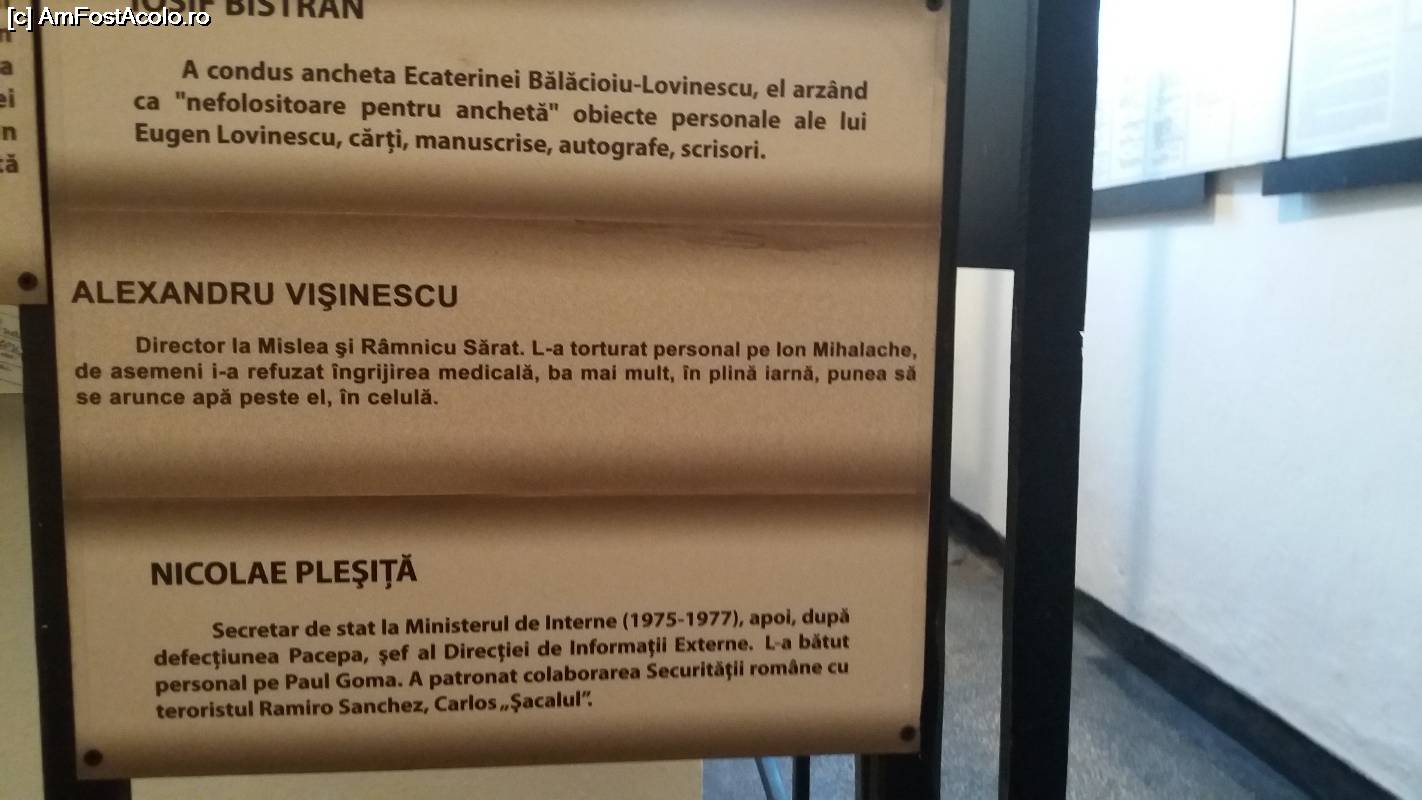 [c] AmFostAcolo.ro
IOSIF BISTRAN
A condus ancheta Ecaterinei Bălăcioiu-Lovinescu, el arzând
ca "nefolositoare pentru anchetă" obiecte personale ale lui
Eugen Lovinescu, cărţi, manuscrise, autografe, scrisori.
ALEXANDRU VIŞINESCU
Director la Mislea şi Râmnicu Sărat. L-a torturat personal pe Ion Mihalache,
de asemeni i-a refuzat îngrijirea medicală, ba mai mult, în plină iarnă, punea să
se arunce apă peste el, în celulă.
NICOLAE PLEŞIŢĂ
Secretar de stat la Ministerul de Interne (1975-1977), apoi, după
defecţiunea Pacepa, şef al Direcţiei de Informaţii Externe. L-a bătut
personal pe Paul Goma. A patronat colaborarea Securităţii române cu
teroristul Ramiro Sanchez, Carlos „Şacalul”.